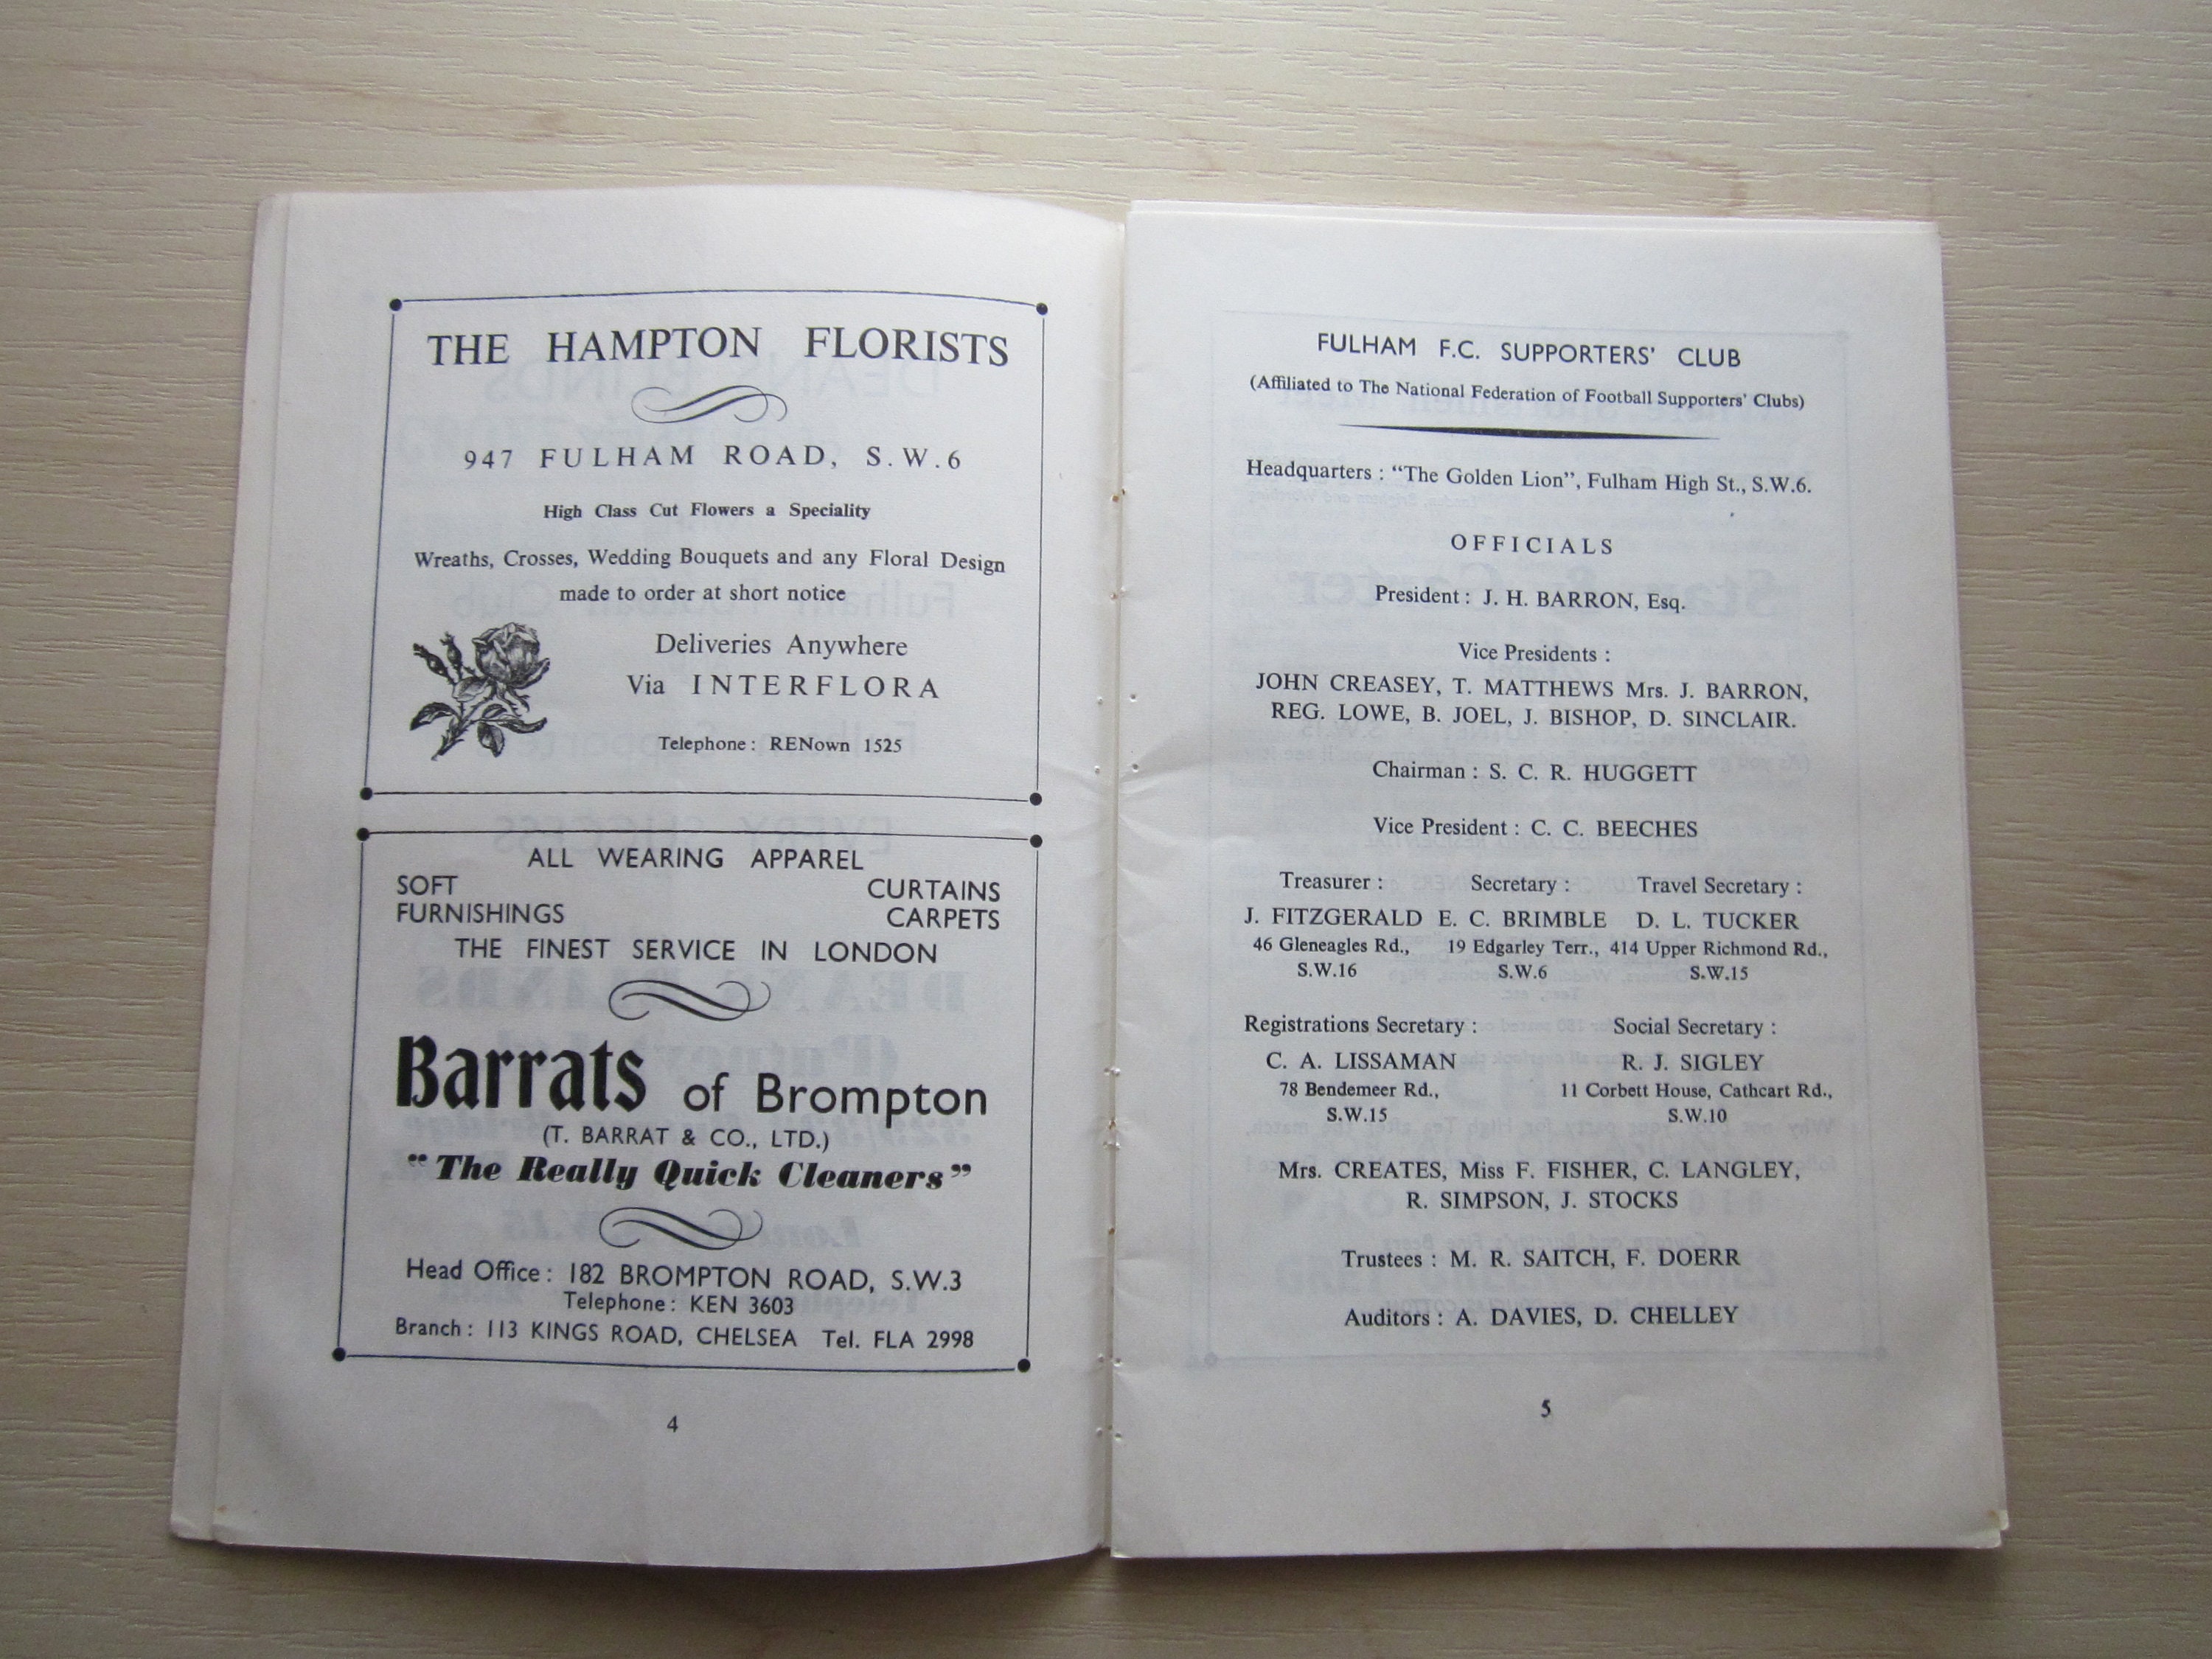 THE HAMPTON FLORISTS
947 FULHAM ROAD, S.W.6
High Class Cut Flowers a Speciality
Wreaths, Crosses, Wedding Bouquets and any Floral Design
made to order at short notice
Deliveries Anywhere
Via INTERFLORA
Telephone: RENown 1525
ALL WEARING APPAREL
SOFT CURTAINS
FURNISHINGS CARPETS
THE FINEST SERVICE IN LONDON
Barrats of Brompton
(T. BARRAT & CO., LTD.)
"The Really Quick Cleaners"
Head Office: 182 BROMPTON ROAD, S.W.3
Telephone: KEN 3603
Branch: 113 KINGS ROAD, CHELSEA Tel. FLA 2998
4
FULHAM F.C. SUPPORTERS' CLUB
(Affiliated to The National Federation of Football Supporters' Clubs)
Headquarters : "The Golden Lion", Fulham High St., S.W.6.
OFFICIALS
President : J. H. BARRON, Esq.
Vice Presidents :
JOHN CREASEY, T. MATTHEWS Mrs. J. BARRON,
REG. LOWE, B. JOEL, J. BISHOP, D. SINCLAIR.
Chairman : S. C. R. HUGGETT
Vice President : C. C. BEECHES
Treasurer : Secretary : Travel Secretary :
J. FITZGERALD E. C. BRIMBLE D. L. TUCKER
46 Gleneagles Rd., 19 Edgarley Terr., 414 Upper Richmond Rd.,
S.W.16 S.W.6 S.W.15
Registrations Secretary : Social Secretary :
C. A. LISSAMAN R. J. SIGLEY
78 Bendemeer Rd., 11 Corbett House, Cathcart Rd.,
S.W.15 S.W.10
Mrs. CREATES, Miss F. FISHER, C. LANGLEY,
R. SIMPSON, J. STOCKS
Trustees : M. R. SAITCH, F. DOERR
Auditors : A. DAVIES, D. CHELLEY
5